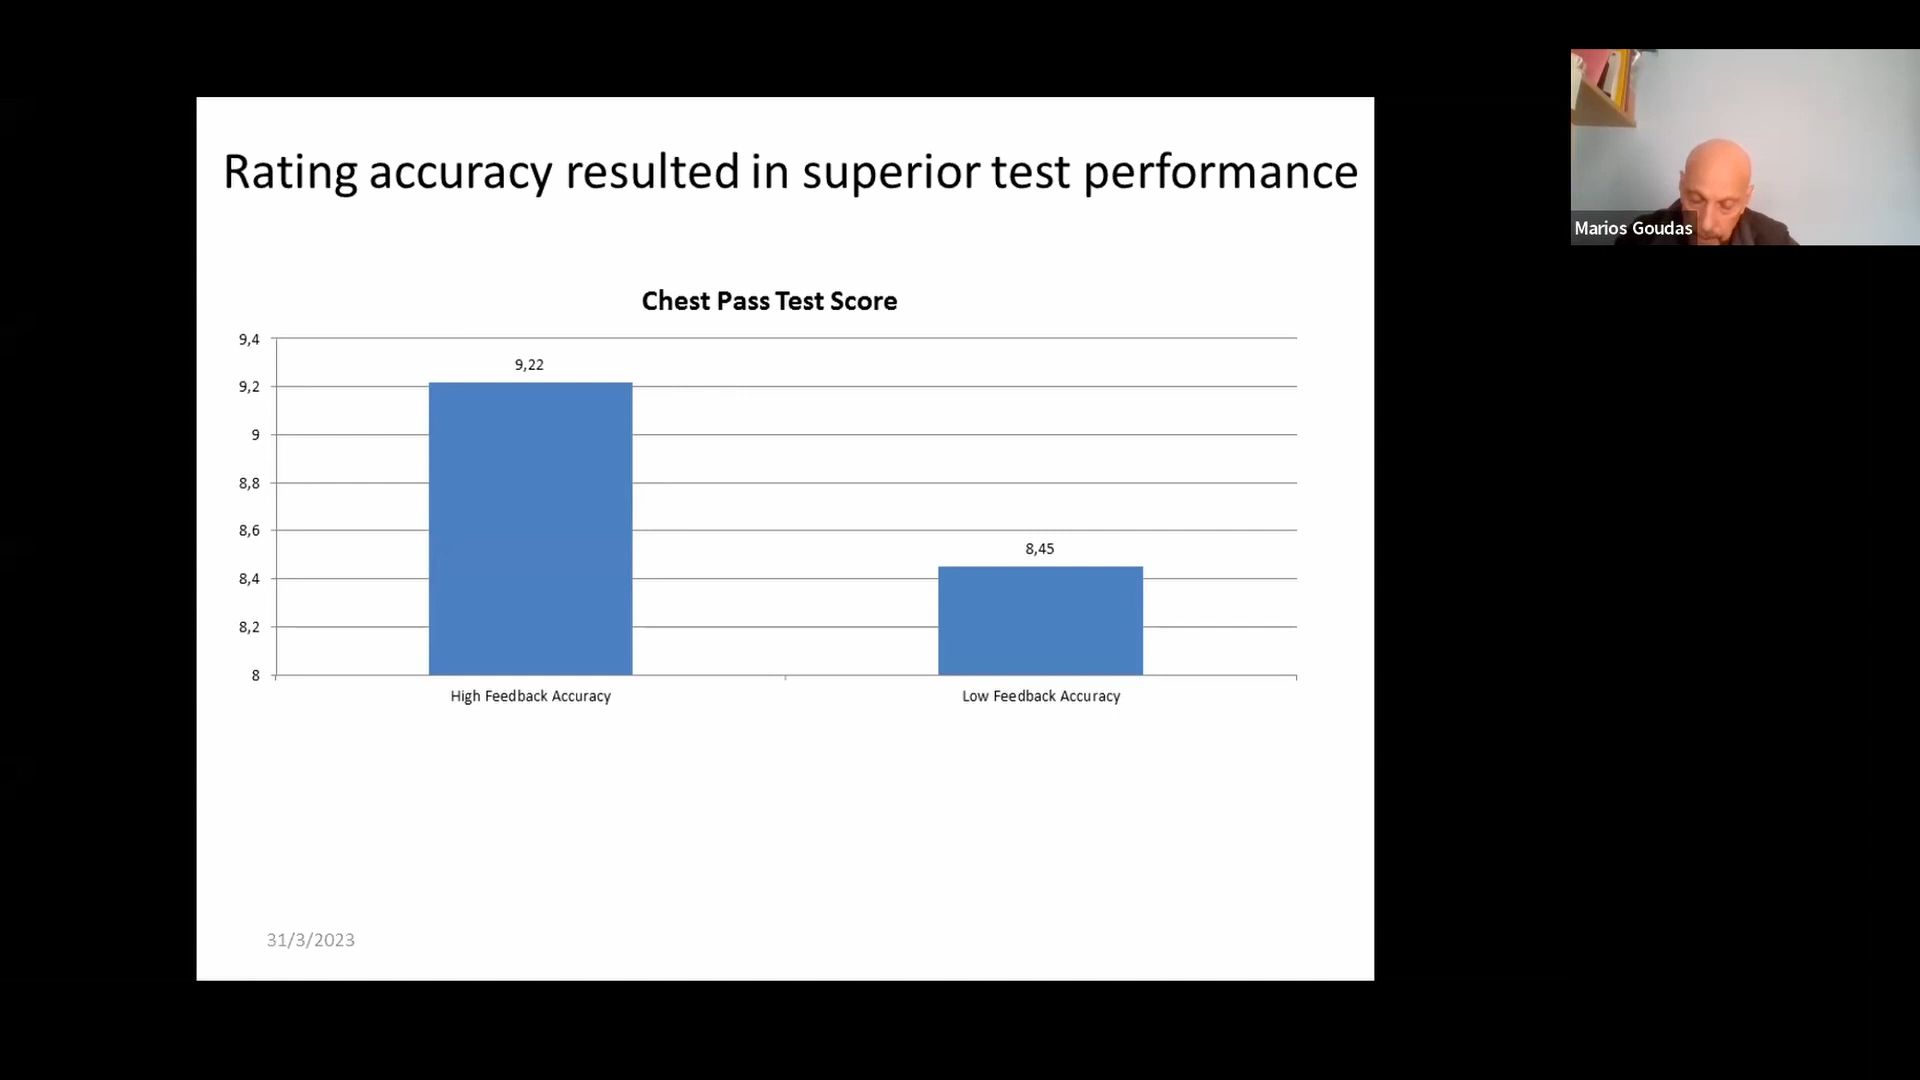 Rating accuracy resulted in superior test performance
Chest Pass Test Score
9,4
9,2
9
8,8
8,6
8,4
8,2
8
9,22
8,45
High Feedback Accuracy
Low Feedback Accuracy
31/3/2023
Marios Goudas